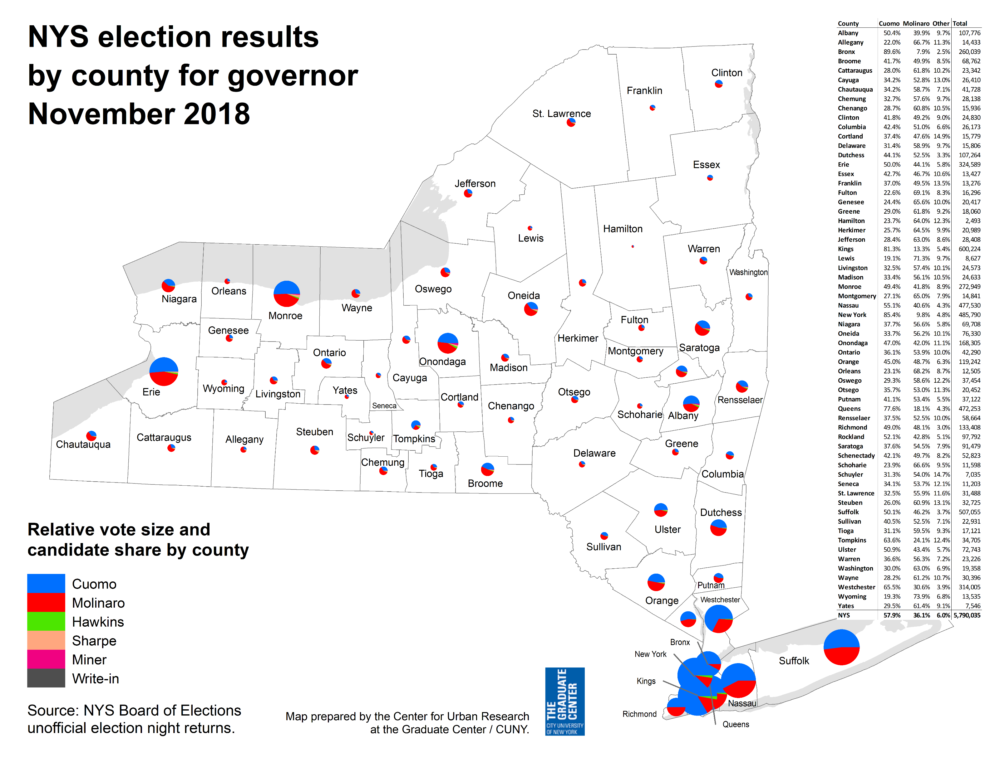 NYS election results
by county for governor
November 2018
County Cuomo Molinaro Other Total
Albany 50.4% 39.9% 9.7% 107,776
Allegany 22.0% 66.7% 11.3% 14,433
Bronx 89.6% 7.9% 2.5% 260,039
Broome 41.7% 49.9% 8.5% 68,762
Cattaraugus 28.0% 61.8% 10.2% 23,342
Cayuga 34.2% 52.8% 13.0% 26,410
Chautauqua 34.2% 58.7% 7.1% 41,728
Chemung 32.7% 57.6% 9.7% 28,138
Chenango 28.7% 60.8% 10.5% 15,936
Clinton 41.8% 49.2% 9.0% 24,830
Columbia 42.4% 51.0% 6.6% 26,173
Cortland 37.4% 47.6% 14.9% 15,779
Delaware 31.4% 58.9% 9.7% 15,806
Dutchess 44.1% 52.5% 3.3% 107,264
Erie 50.0% 44.1% 5.8% 324,589
Essex 42.7% 46.7% 10.6% 13,427
Franklin 37.0% 49.5% 13.5% 13,276
Fulton 22.6% 69.1% 8.3% 16,296
Genesee 24.4% 65.6% 10.0% 20,417
Greene 29.0% 61.8% 9.2% 18,060
Hamilton 23.7% 64.0% 12.3% 2,493
Herkimer 25.7% 64.5% 9.9% 20,989
Jefferson 28.4% 63.0% 8.6% 28,408
Kings 81.3% 13.3% 5.4% 600,224
Lewis 19.1% 71.3% 9.7% 8,627
Livingston 32.5% 57.4% 10.1% 24,573
Madison 33.4% 56.1% 10.5% 24,633
Monroe 49.4% 41.8% 8.9% 272,949
Montgomery 27.1% 65.0% 7.9% 14,841
Nassau 55.1% 40.6% 4.3% 477,530
New York 85.4% 9.8% 4.8% 485,790
Niagara 37.7% 56.6% 5.8% 69,708
Oneida 33.7% 56.2% 10.1% 76,330
Onondaga 47.0% 42.0% 11.1% 168,305
Ontario 36.1% 53.9% 10.0% 42,290
Orange 45.0% 48.7% 6.3% 119,242
Orleans 23.1% 68.2% 8.7% 12,505
Oswego 29.3% 58.6% 12.2% 37,454
Otsego 35.7% 53.0% 11.3% 20,452
Putnam 41.1% 53.4% 5.5% 37,122
Queens 77.6% 18.1% 4.3% 472,253
Rensselaer 37.5% 52.5% 10.0% 58,664
Richmond 49.0% 48.1% 3.0% 133,408
Rockland 52.1% 42.8% 5.1% 97,792
Saratoga 37.6% 54.5% 7.9% 91,479
Schenectady 42.1% 49.7% 8.2% 52,823
Schoharie 23.9% 66.6% 9.5% 11,598
Schuyler 31.3% 54.0% 14.7% 7,035
Seneca 34.1% 53.7% 12.1% 11,203
St. Lawrence 32.5% 55.9% 11.6% 31,488
Steuben 26.0% 60.9% 13.1% 32,725
Suffolk 50.1% 46.2% 3.7% 507,055
Sullivan 40.5% 52.5% 7.1% 22,931
Tioga 31.1% 59.5% 9.3% 17,121
Tompkins 63.6% 24.1% 12.4% 34,705
Ulster 50.9% 43.4% 5.7% 72,743
Warren 36.6% 56.3% 7.2% 23,226
Washington 30.0% 63.0% 6.9% 19,358
Wayne 28.2% 61.2% 10.7% 30,396
Westchester 65.5% 30.6% 3.9% 314,005
Wyoming 19.3% 73.9% 6.8% 13,535
Yates 29.5% 61.4% 9.1% 7,546
NYS 57.9% 36.1% 6.0% 5,790,035
Clinton
Franklin
St. Lawrence
Essex
Jefferson
Hamilton
Lewis
Warren
Washington
Oswego
Orleans
Oneida
Niagara
Wayne
Monroe
Fulton
Genesee
Herkimer
Saratoga
Montgomery
Ontario
Onondaga
Madison
Cayuga
Wyoming
Erie
Livingston
Yates
Otsego
Cortland
Rensselaer
Seneca
Chenango
Schoharie
Albany
Steuben
Schuyler
Tompkins
Cattaraugus
Allegany
Chautauqua
Greene
Delaware
Chemung
Tioga
Columbia
Broome
Dutchess
Ulster
Sullivan
Putnam
Orange
Westchester
Bronx
New York
Suffolk
Kings
Nassau
Richmond
Queens
Relative vote size and
candidate share by county
Cuomo
Molinaro
Hawkins
Sharpe
Miner
Write-in
Source: NYS Board of Elections
unofficial election night returns.
Map prepared by the Center for Urban Research
at the Graduate Center / CUNY.
THE
GRADUATE
CENTER
CITY UNIVERSITY
OF NEW YORK